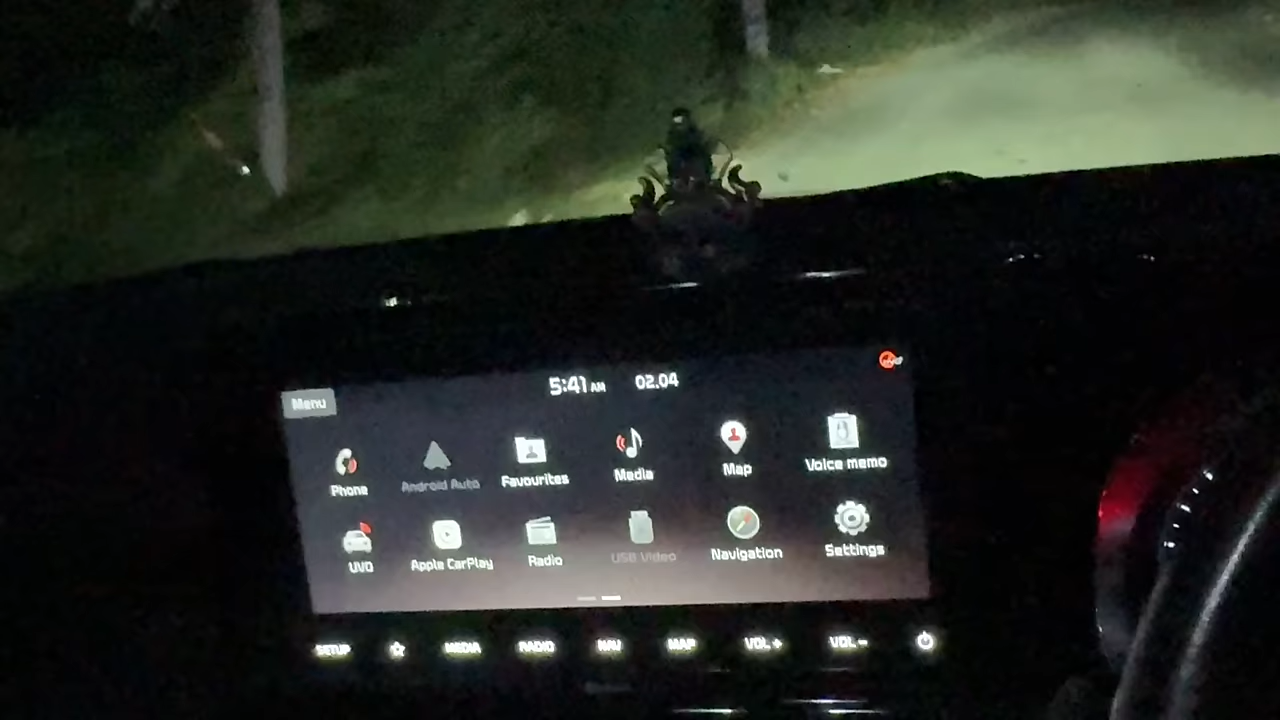 5:41 AM 02.04
Menu
Phone Android Auto Favourites Media Map Voice memo
UVO Apple CarPlay Radio USB Video Navigation Settings
SETUP MEDIA RADIO NAV MAP VOL + VOL -